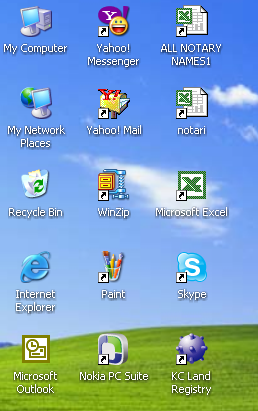 My Computer
Yahoo!
Messenger
ALL NOTARY
NAMES1
My Network
Places
Yahoo! Mail
notari
Recycle Bin
WinZip
Microsoft Excel
Internet
Explorer
Paint
Skype
Microsoft
Outlook
Nokia PC Suite
KC Land
Registry